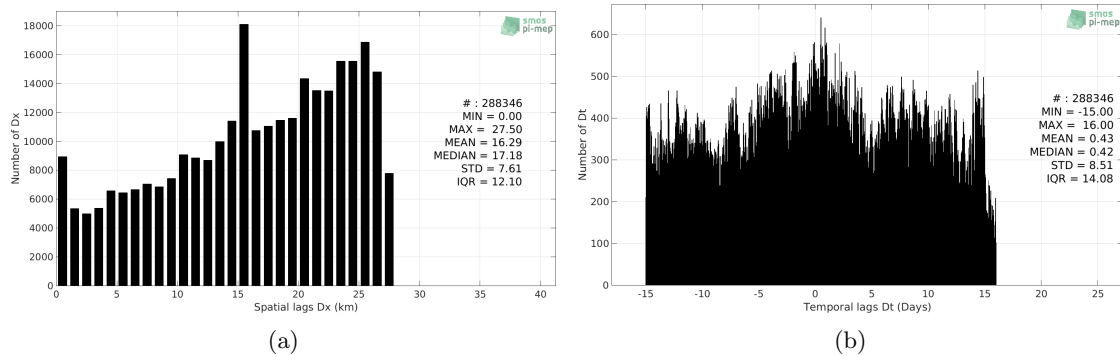 smos
pi-mep
18000
16000
14000
12000
10000
8000
6000
4000
2000
0
Number of Dx
# : 288346
MIN = 0.00
MAX = 27.50
MEAN = 16.29
MEDIAN = 17.18
STD = 7.61
IQR = 12.10
0 5 10 15 20 25 30 35 40
Spatial lags Dx (km)
(a)
smos
pi-mep
600
500
400
300
200
100
0
Number of Dt
# : 288346
MIN = -15.00
MAX = 16.00
MEAN = 0.43
MEDIAN = 0.42
STD = 8.51
IQR = 14.08
-15 -10 -5 0 5 10 15 20 25
Temporal lags Dt (Days)
(b)